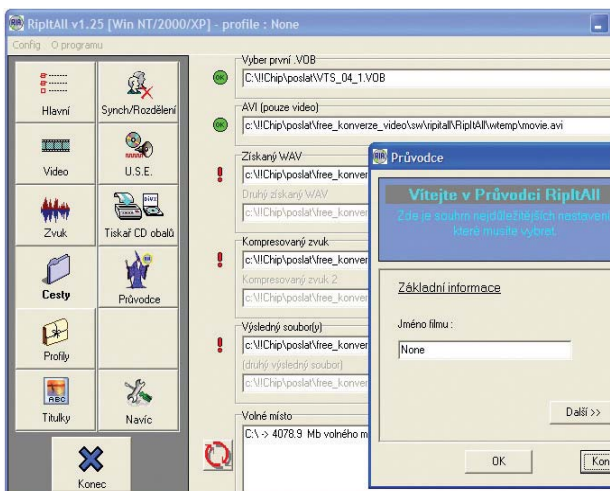 RipItAll v1.25 [Win NT/2000/XP] - profile : None
Config O programu
Hlavní
Synch/Rozdělení
Video
U.S.E.
Zvuk
Tiskař CD obalů
Cesty
Průvodce
Profily
Titulky
Navíc
Konec
Vyber první .VOB
C:\!!Chip\poslat\VTS_04_1.VOB
AVI (pouze video)
c:\!!Chip\poslat\free_konverze_video\sw\ripitall\RipItAll\wtemp\movie.avi
Získaný WAV
c:\!!Chip\poslat\free_konver
Druhý získaný WAV
c:\!!Chip\poslat\free_konver
Kompresovaný zvuk
c:\!!Chip\poslat\free_konver
Kompresovaný zvuk 2
c:\!!Chip\poslat\free_konver
Výsledný soubor(y)
c:\!!Chip\poslat\free_konver
(druhý výsledný soubor)
c:\!!Chip\poslat\free_konver
Volné místo
C:\ -> 4078.9 Mb volného m
Průvodce
Vítejte v Průvodci RipItAll
Zde je souhrn nejdůležitějších nastavení
které musíte vybrat.
Základní informace
Jméno filmu :
None
Další >>
OK
Kon